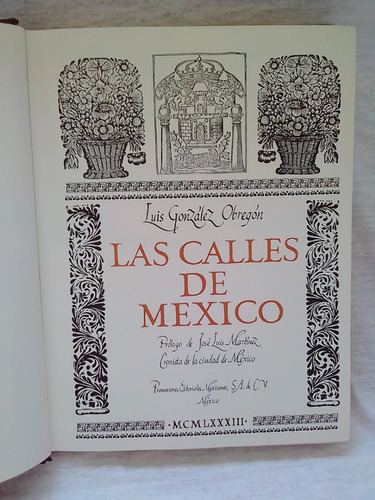 Luis González Obregón
LAS CALLES
DE
MEXICO
Prólogo de José Luis Martínez
Cronista de la ciudad de México
Promociones Editoriales Mexicanas, S.A. de C.V.
México
·MCMLXXXIII·